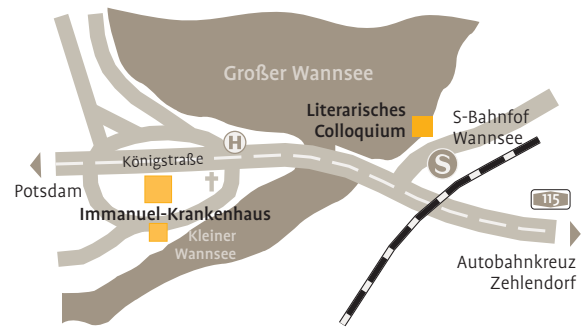 Großer Wannsee
Literarisches
Colloquium
S-Bahnfof
Wannsee
H
S
Königstraße
Potsdam
Immanuel-Krankenhaus
Kleiner
Wannsee
115
Autobahnkreuz
Zehlendorf